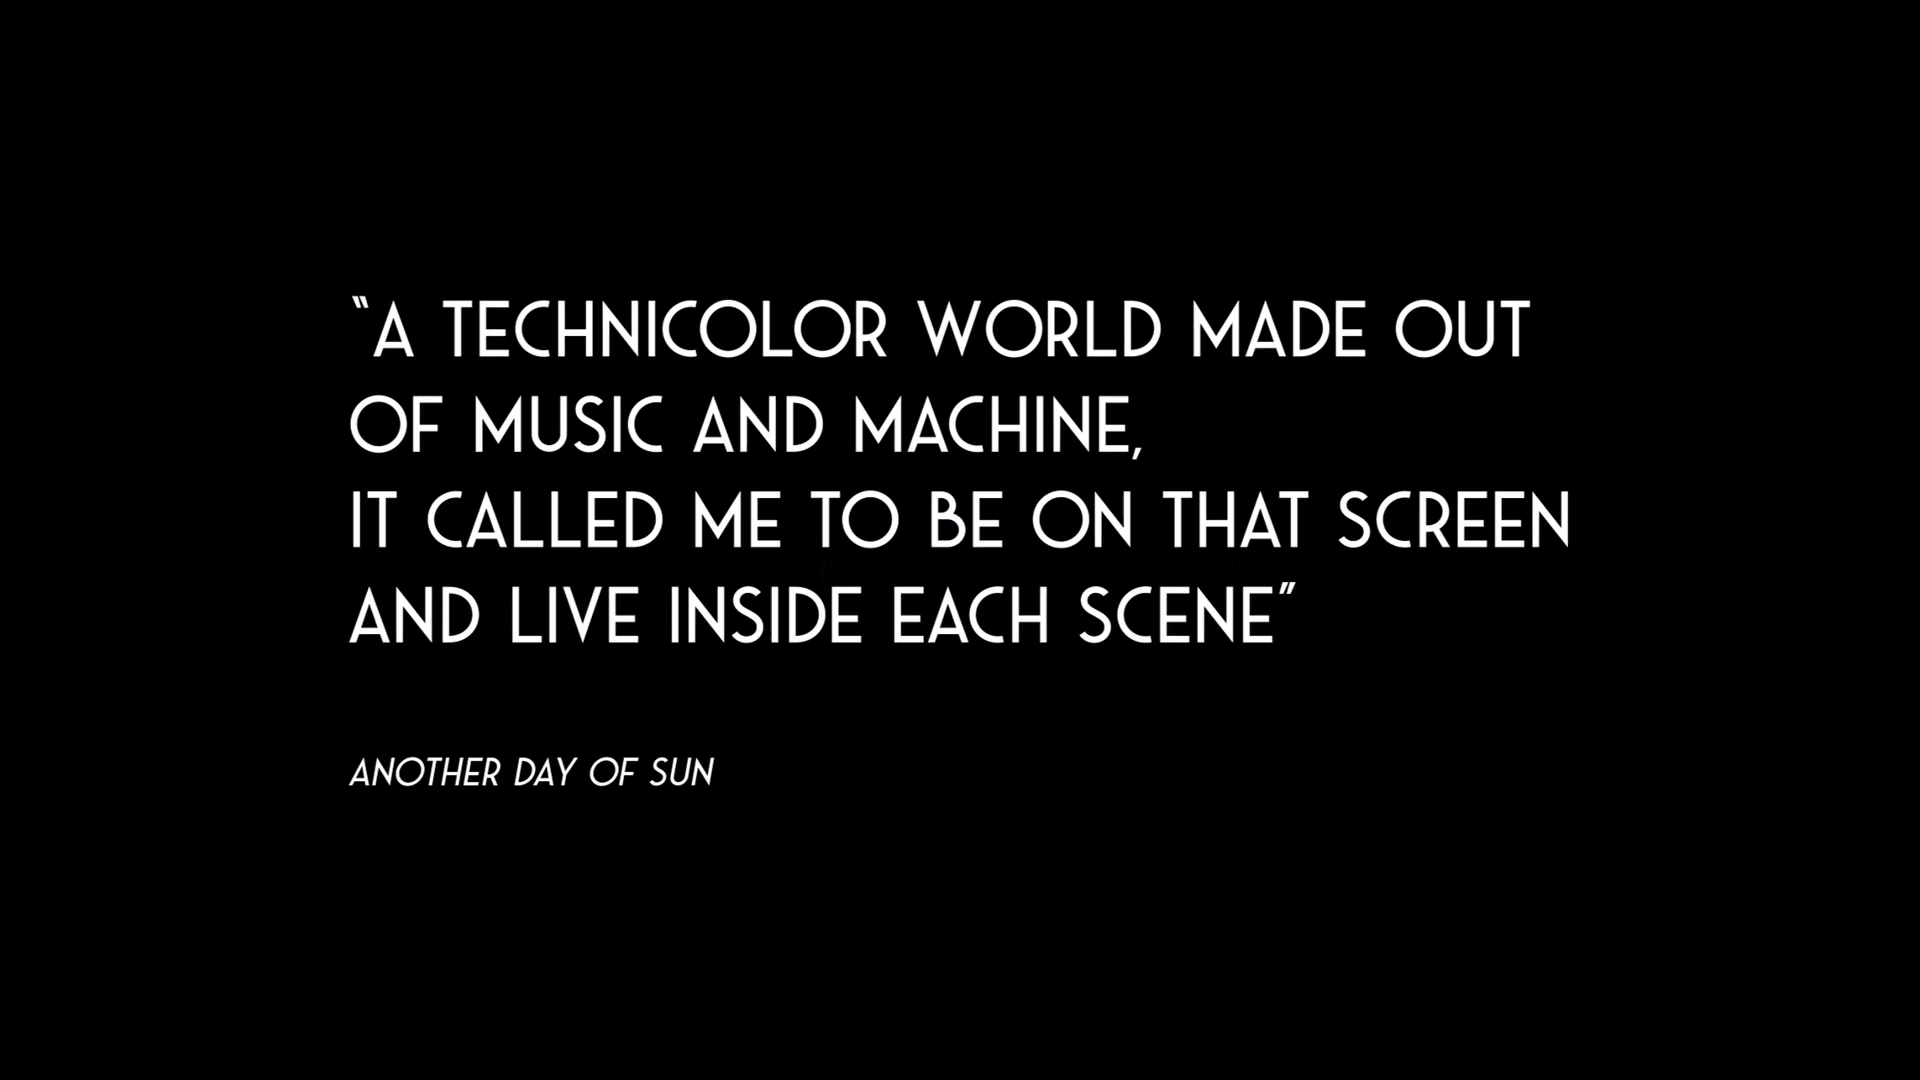 “A TECHNICOLOR WORLD MADE OUT
OF MUSIC AND MACHINE,
IT CALLED ME TO BE ON THAT SCREEN
AND LIVE INSIDE EACH SCENE”
ANOTHER DAY OF SUN